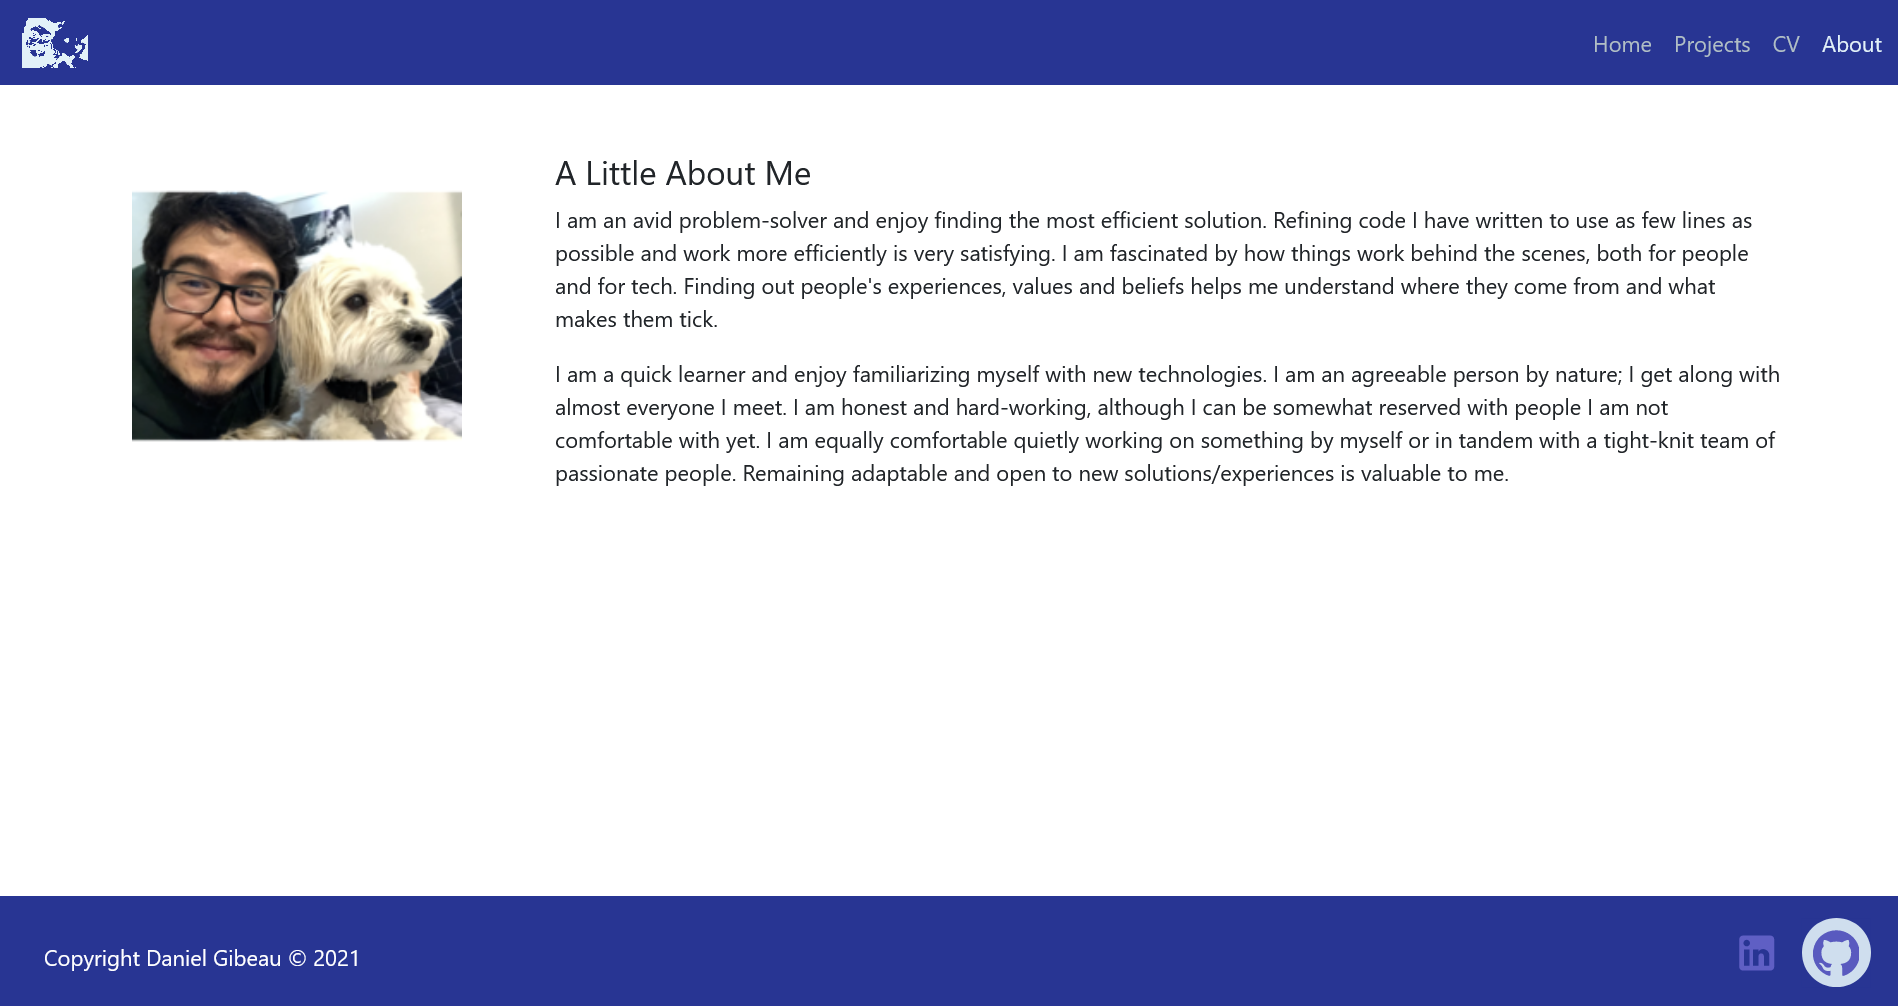 Home Projects CV About
A Little About Me
I am an avid problem-solver and enjoy finding the most efficient solution. Refining code I have written to use as few lines as
possible and work more efficiently is very satisfying. I am fascinated by how things work behind the scenes, both for people
and for tech. Finding out people's experiences, values and beliefs helps me understand where they come from and what
makes them tick.
I am a quick learner and enjoy familiarizing myself with new technologies. I am an agreeable person by nature; I get along with
almost everyone I meet. I am honest and hard-working, although I can be somewhat reserved with people I am not
comfortable with yet. I am equally comfortable quietly working on something by myself or in tandem with a tight-knit team of
passionate people. Remaining adaptable and open to new solutions/experiences is valuable to me.
Copyright Daniel Gibeau © 2021
in